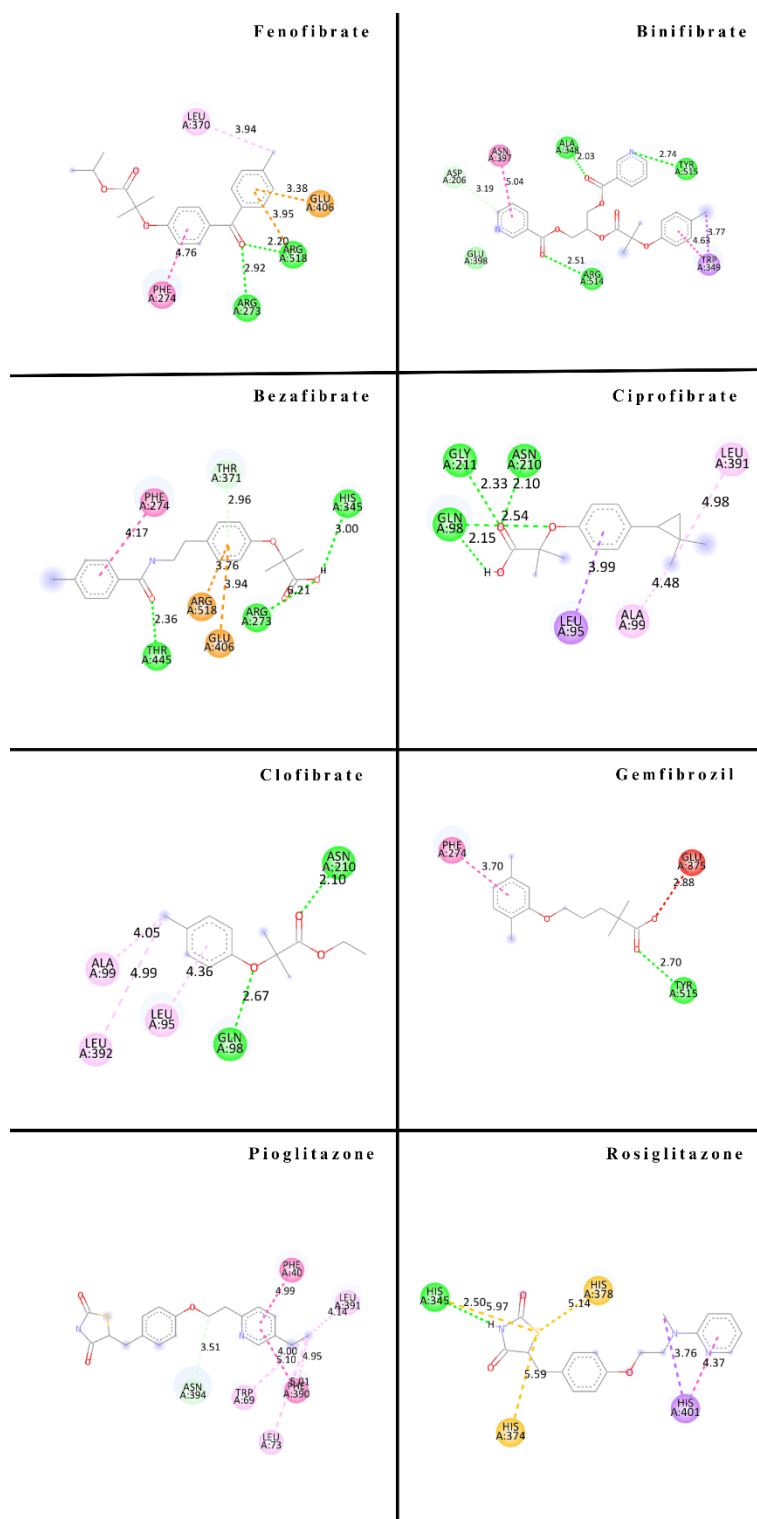 Fenofibrate
LEU
A:370
3.94
GLU
A:406
3.38
3.95
2.20
ARG
A:518
2.92
4.76
PHE
A:274
ARG
A:273
O
O
O
O
Binifibrate
ALA
A:348
2.03
2.74
TYR
A:515
ASN
A:397
5.04
ASP
A:206
3.19
N
N
GLU
A:398
2.51
ARG
A:514
3.77
4.63
TRP
A:349
O
O
O
O
O
O
O
Bezafibrate
THR
A:371
2.96
PHE
A:274
4.17
HIS
A:345
3.00
3.76
3.94
6.21
ARG
A:518
ARG
A:273
GLU
A:406
2.36
THR
A:445
N
O
O
O
O
H
Ciprofibrate
GLY
A:211
ASN
A:210
2.33
2.10
LEU
A:391
4.98
GLN
A:98
2.54
2.15
3.99
4.48
LEU
A:95
ALA
A:99
H
O
O
O
Clofibrate
ASN
A:210
2.10
4.05
ALA
A:99
4.99
4.36
LEU
A:95
LEU
A:392
2.67
GLN
A:98
O
O
O
Gemfibrozil
PHE
A:274
3.70
GLU
A:375
2.88
2.70
TYR
A:515
O
O
O
Pioglitazone
PHE
A:40
4.99
LEU
A:391
4.14
4.00
4.95
5.10
3.51
ASN
A:394
TRP
A:69
PHE
A:390
LEU
A:73
O
O
O
N
N
Rosiglitazone
HIS
A:345
2.50
5.97
HIS
A:378
5.14
5.59
3.76
4.37
HIS
A:401
HIS
A:374
H
N
O
O
O
N
N